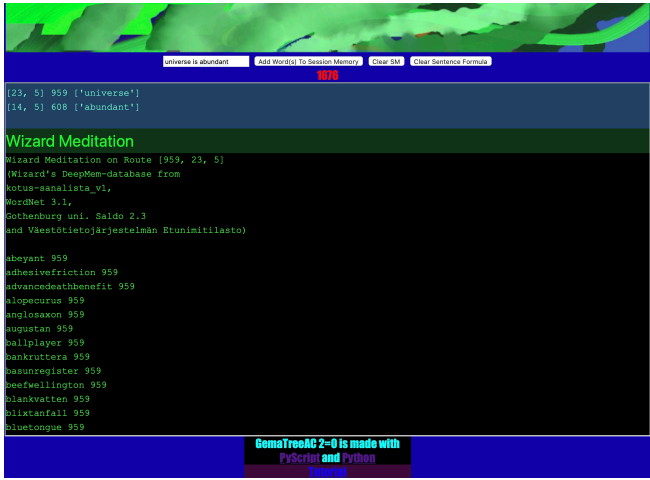 universe is abundant Add Word(s) To Session Memory Clear SM Clear Sentence Formula
1676
[23, 5] 959 ['universe']
[14, 5] 608 ['abundant']
Wizard Meditation
Wizard Meditation on Route [959, 23, 5]
(Wizard's DeepMem-database from
kotus-sanalista_v1,
WordNet 3.1,
Gothenburg uni. Saldo 2.3
and Väestötietojärjestelmän Etunimitilasto)
abeyant 959
adhesivefriction 959
advancedeathbenefit 959
alopecurus 959
anglosaxon 959
augustan 959
ballplayer 959
bankruttera 959
basunregister 959
beefwellington 959
blankvatten 959
blixtanfall 959
bluetongue 959
GemaTreeAC 2=0 is made with
PyScript and Python
Tutorial